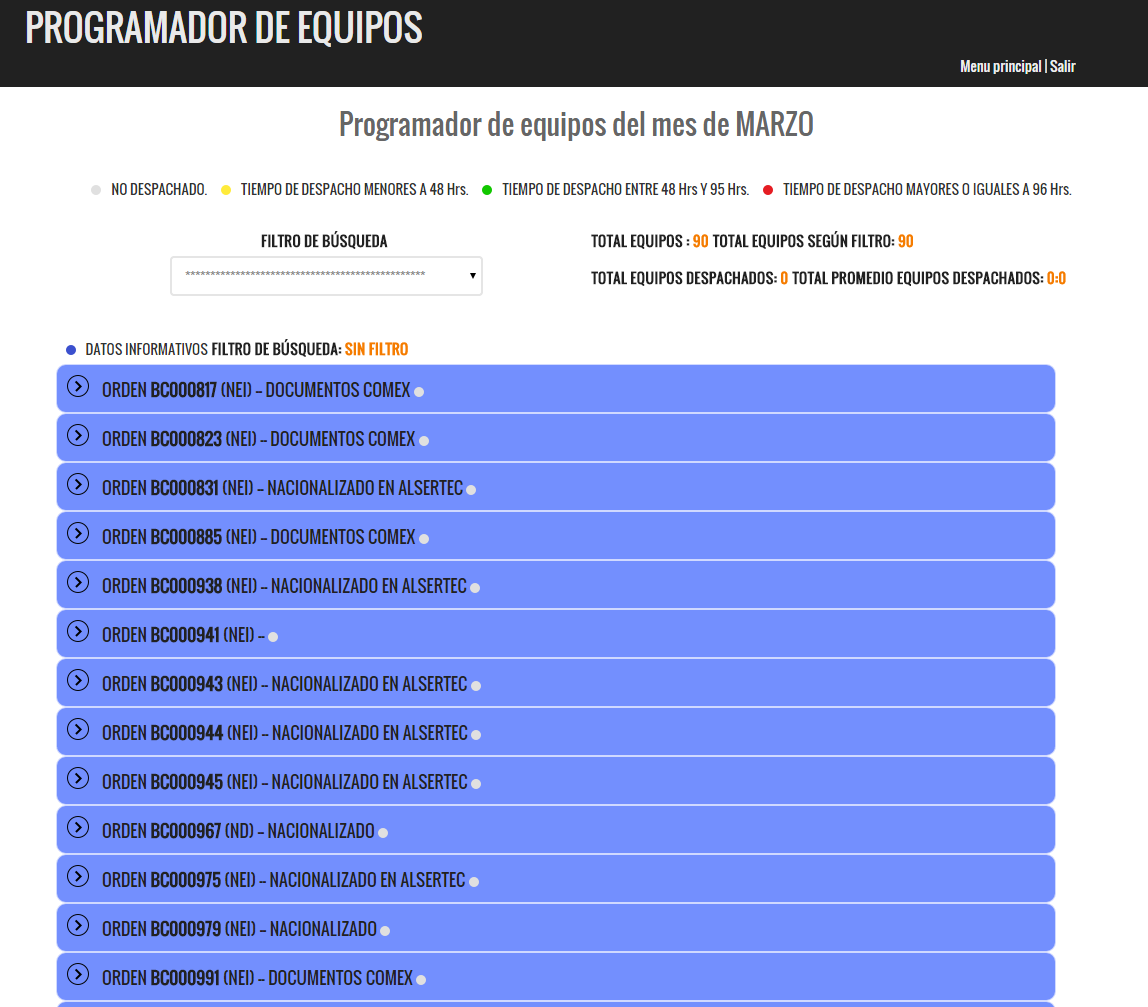 PROGRAMADOR DE EQUIPOS
Menu principal | Salir
Programador de equipos del mes de MARZO
NO DESPACHADO. TIEMPO DE DESPACHO MENORES A 48 Hrs. TIEMPO DE DESPACHO ENTRE 48 Hrs Y 95 Hrs. TIEMPO DE DESPACHO MAYORES O IGUALES A 96 Hrs.
FILTRO DE BÚSQUEDA
TOTAL EQUIPOS : 90 TOTAL EQUIPOS SEGÚN FILTRO: 90
************************************************
TOTAL EQUIPOS DESPACHADOS: 0 TOTAL PROMEDIO EQUIPOS DESPACHADOS: 0:0
DATOS INFORMATIVOS FILTRO DE BÚSQUEDA: SIN FILTRO
ORDEN BC000817 (NEI) – DOCUMENTOS COMEX
ORDEN BC000823 (NEI) – DOCUMENTOS COMEX
ORDEN BC000831 (NEI) – NACIONALIZADO EN ALSERTEC
ORDEN BC000885 (NEI) – DOCUMENTOS COMEX
ORDEN BC000938 (NEI) – NACIONALIZADO EN ALSERTEC
ORDEN BC000941 (NEI) –
ORDEN BC000943 (NEI) – NACIONALIZADO EN ALSERTEC
ORDEN BC000944 (NEI) – NACIONALIZADO EN ALSERTEC
ORDEN BC000945 (NEI) – NACIONALIZADO EN ALSERTEC
ORDEN BC000967 (ND) – NACIONALIZADO
ORDEN BC000975 (NEI) – NACIONALIZADO EN ALSERTEC
ORDEN BC000979 (NEI) – NACIONALIZADO
ORDEN BC000991 (NEI) – DOCUMENTOS COMEX